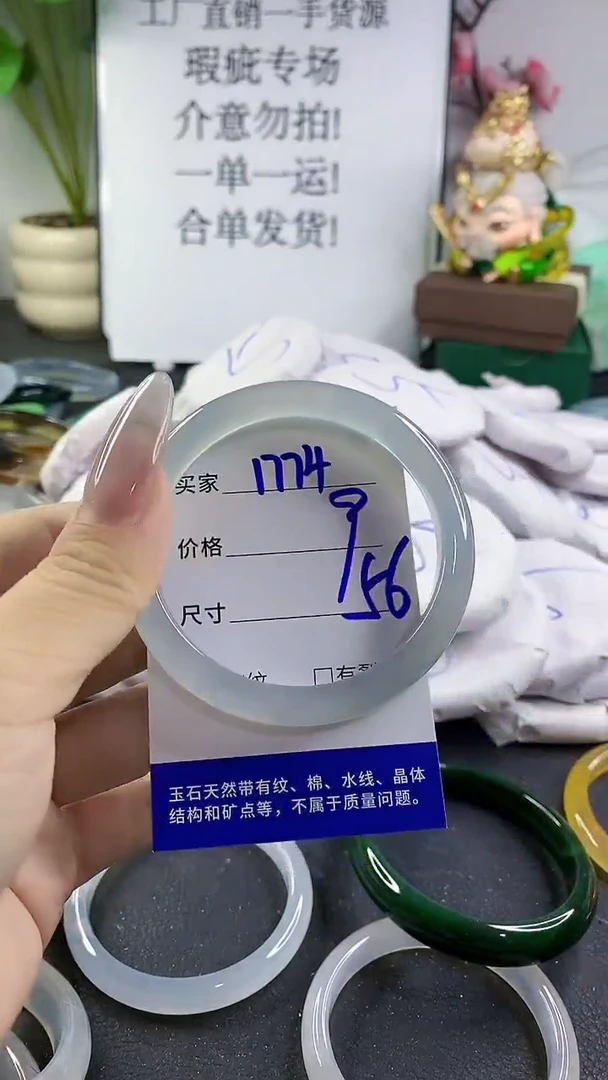 工厂直销一手货源
瑕疵专场
介意勿拍!
一单一运!
合单发货!
买家 1774
价格
尺寸 56
纹 □有裂
玉石天然带有纹、棉、水线、晶体
结构和矿点等，不属于质量问题。